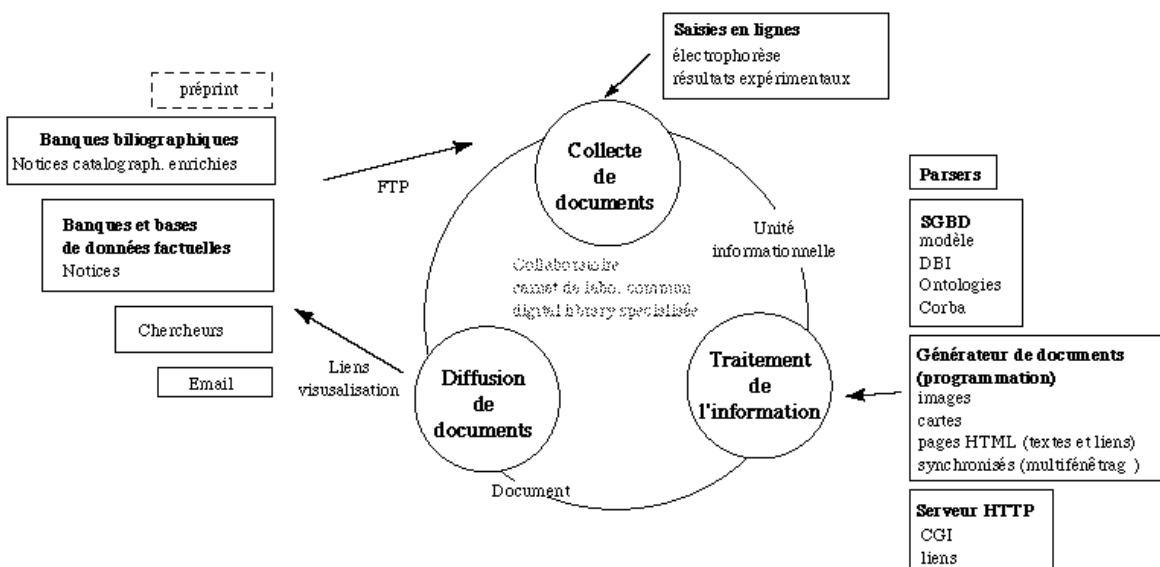 Saisies en lignes
électrophorèse
résultats expérimentaux
préprint
Banques biliographiques
Notices catalograph. enrichies
FTP
Banques et bases
de données factuelles
Notices
Chercheurs
Email
Liens
visusalisation
Collecte
de
documents
Unité
informationnelle
Collaboratoire
carnet de labo. commun
digital library specialisée
Diffusion
de
documents
Document
Traitement
de
l'information
Parsers
SGBD
modèle
DBI
Ontologies
Corba
Générateur de documents
(programmation)
images
cartes
pages HTML (textes et liens)
synchronisés (multifénêtrag )
Serveur HTTP
CGI
liens